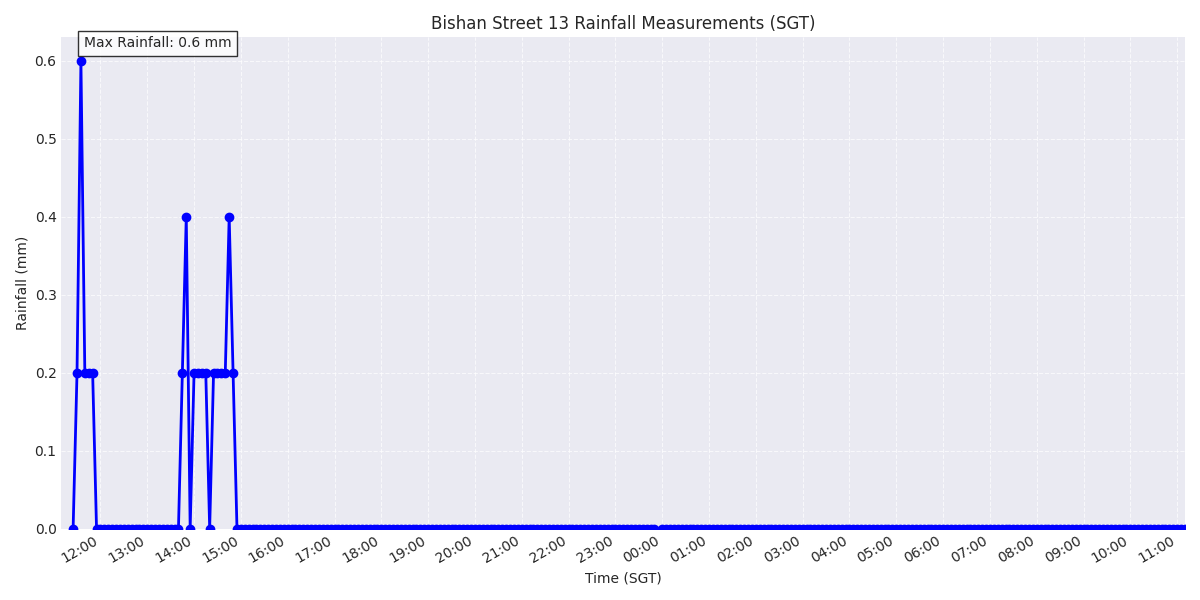 Bishan Street 13 Rainfall Measurements (SGT)
Max Rainfall: 0.6 mm
Rainfall (mm)
0.6
0.5
0.4
0.3
0.2
0.1
0.0
12:00 13:00 14:00 15:00 16:00 17:00 18:00 19:00 20:00 21:00 22:00 23:00 00:00 01:00 02:00 03:00 04:00 05:00 06:00 07:00 08:00 09:00 10:00 11:00
Time (SGT)